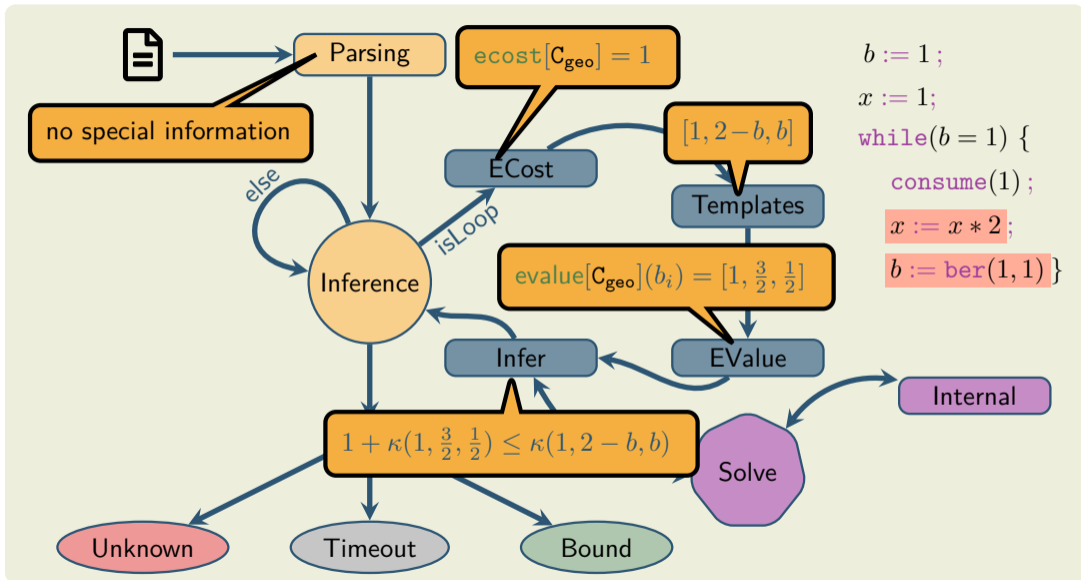 Parsing
ecost[C_geo] = 1
b := 1 ;
x := 1;
while(b = 1) {
consume(1) ;
x := x ∗ 2 ;
b := ber(1, 1) }
no special information
[1, 2 − b, b]
ECost
else
isLoop
Templates
Inference
evalue[C_geo](b_i) = [1, 3/2, 1/2]
Infer
EValue
Internal
1 + κ(1, 3/2, 1/2) ≤ κ(1, 2 − b, b)
Solve
Unknown
Timeout
Bound